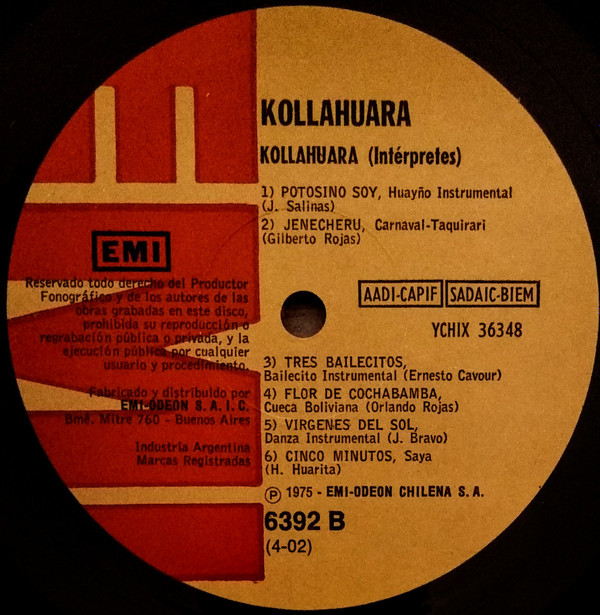 KOLLAHUARA
KOLLAHUARA (Intérpretes)
1) POTOSINO SOY, Huayño Instrumental
(J. Salinas)
2) JENECHERU, Carnaval-Taquirari
(Gilberto Rojas)
EMI
Reservado todo derecho del Productor
Fonográfico y de los autores de las
obras grabadas en este disco,
prohibida su reproducción o
regrabación pública o privada, y la
ejecución pública por cualquier
usuario y procedimiento.
Fabricado y distribuido por
EMI-ODEON S.A.I.C.
Bmé. Mitre 760 - Buenos Aires
Industria Argentina
Marcas Registradas
AADI-CAPIF SADAIC-BIEM
YCHIX 36348
3) TRES BAILECITOS,
Bailecito Instrumental (Ernesto Cavour)
4) FLOR DE COCHABAMBA,
Cueca Boliviana (Orlando Rojas)
5) VIRGENES DEL SOL,
Danza Instrumental (J. Bravo)
6) CINCO MINUTOS, Saya
(H. Huarita)
Ⓟ 1975 - EMI-ODEON CHILENA S.A.
6392 B
(4-02)